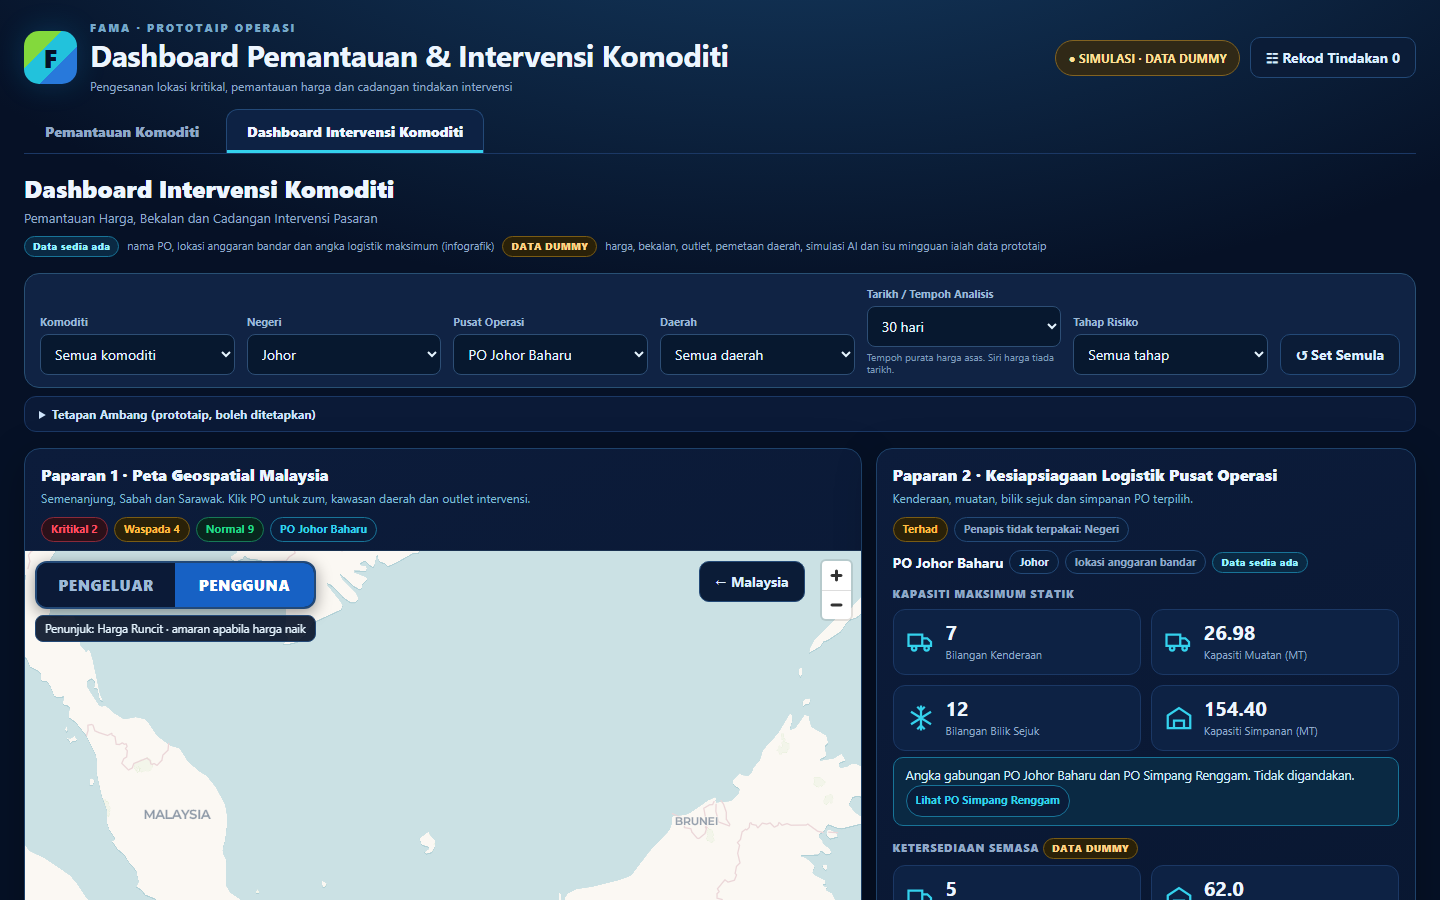 FAMA · PROTOTAIP OPERASI
F
Dashboard Pemantauan & Intervensi Komoditi
Pengesanan lokasi kritikal, pemantauan harga dan cadangan tindakan intervensi
● SIMULASI · DATA DUMMY
☷ Rekod Tindakan 0
Pemantauan Komoditi
Dashboard Intervensi Komoditi
Dashboard Intervensi Komoditi
Pemantauan Harga, Bekalan dan Cadangan Intervensi Pasaran
Data sedia ada nama PO, lokasi anggaran bandar dan angka logistik maksimum (infografik) DATA DUMMY harga, bekalan, outlet, pemetaan daerah, simulasi AI dan isu mingguan ialah data prototaip
Komoditi
Semua komoditi
Negeri
Johor
Pusat Operasi
PO Johor Baharu
Daerah
Semua daerah
Tarikh / Tempoh Analisis
30 hari
Tempoh purata harga asas. Siri harga tiada
tarikh.
Tahap Risiko
Semua tahap
↺ Set Semula
▶ Tetapan Ambang (prototaip, boleh ditetapkan)
Paparan 1 · Peta Geospatial Malaysia
Semenanjung, Sabah dan Sarawak. Klik PO untuk zum, kawasan daerah dan outlet intervensi.
Kritikal 2
Waspada 4
Normal 9
PO Johor Baharu
PENGELUAR
PENGGUNA
Penunjuk: Harga Runcit · amaran apabila harga naik
← Malaysia
+
−
MALAYSIA
BRUNEI
Paparan 2 · Kesiapsiagaan Logistik Pusat Operasi
Kenderaan, muatan, bilik sejuk dan simpanan PO terpilih.
Terhad
Penapis tidak terpakai: Negeri
PO Johor Baharu
Johor
lokasi anggaran bandar
Data sedia ada
KAPASITI MAKSIMUM STATIK
7
Bilangan Kenderaan
26.98
Kapasiti Muatan (MT)
12
Bilangan Bilik Sejuk
154.40
Kapasiti Simpanan (MT)
Angka gabungan PO Johor Baharu dan PO Simpang Renggam. Tidak digandakan.
Lihat PO Simpang Renggam
KETERSEDIAAN SEMASA DATA DUMMY
5
62.0